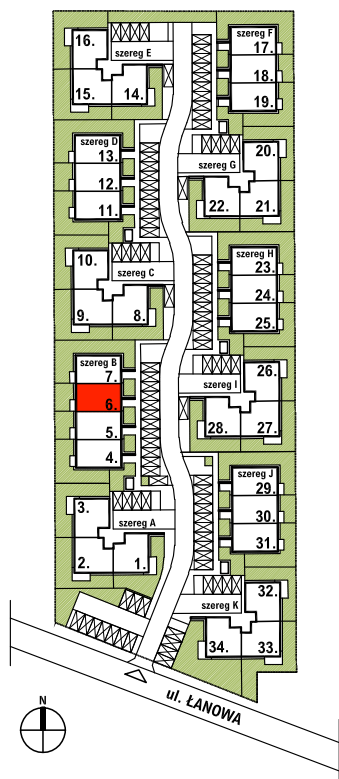 16.
szereg E
15.
14.
szereg F
17.
18.
19.
szereg D
13.
12.
11.
szereg G
20.
22.
21.
10.
szereg C
9.
8.
szereg H
23.
24.
25.
szereg B
7.
6.
5.
4.
26.
szereg I
28.
27.
3.
szereg A
2.
1.
szereg J
29.
30.
31.
32.
szereg K
34.
33.
ul. ŁANOWA
N